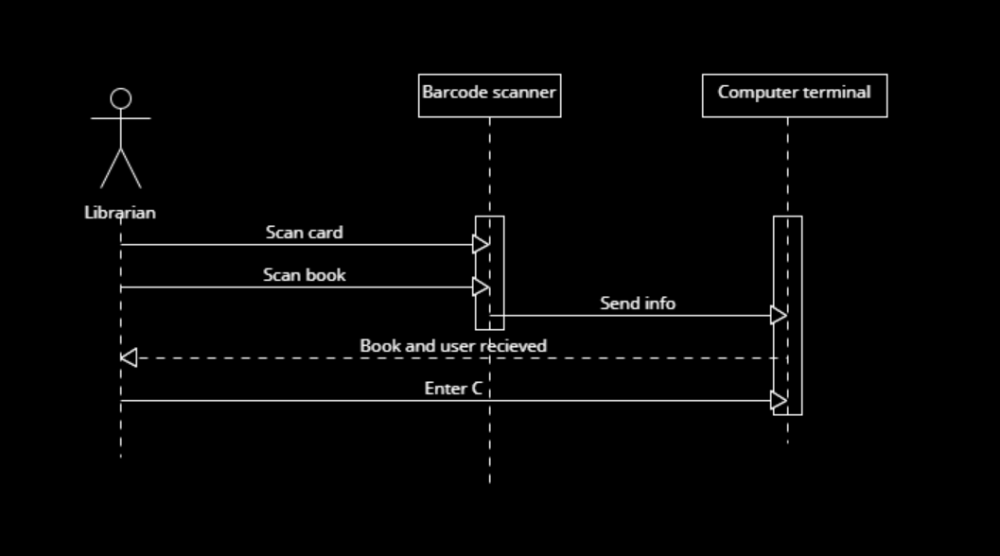 Barcode scanner
Computer terminal
Librarian
Scan card
Scan book
Send info
Book and user recieved
Enter C